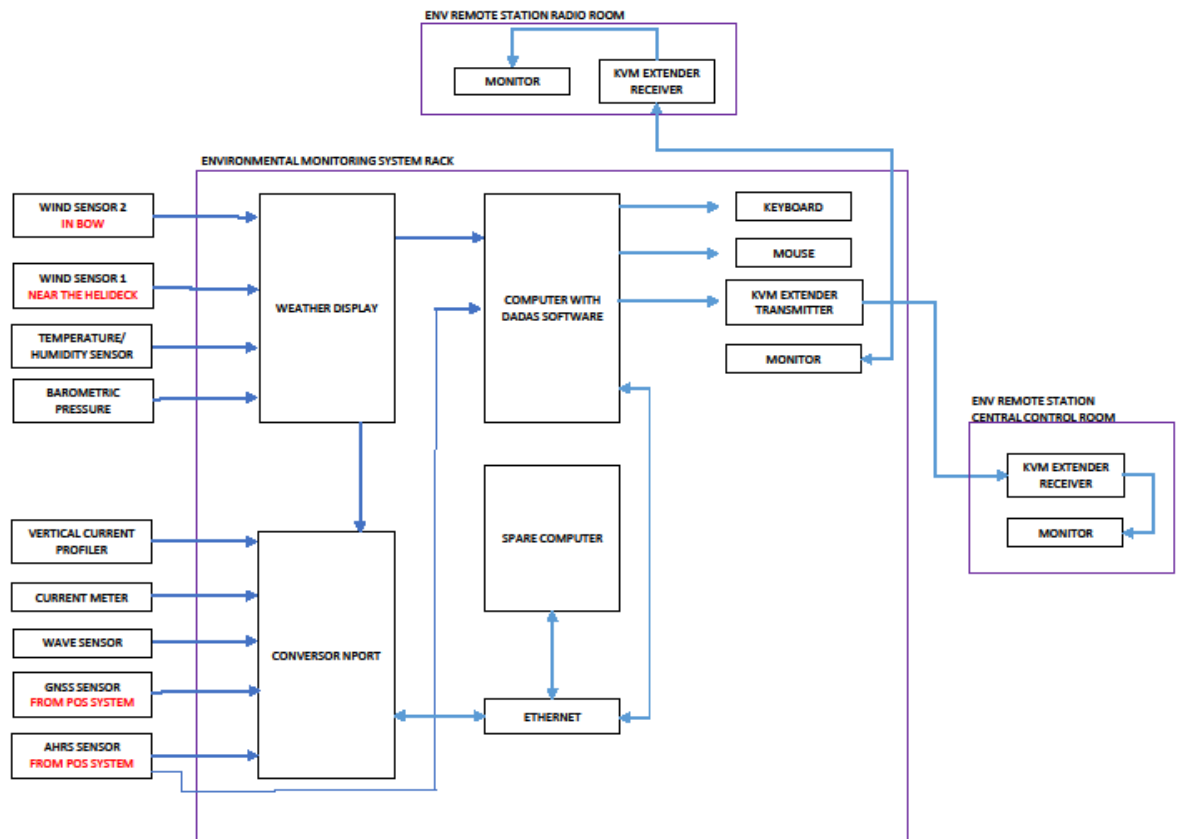 ENV REMOTE STATION RADIO ROOM
MONITOR
KVM EXTENDER
RECEIVER
ENVIRONMENTAL MONITORING SYSTEM RACK
WIND SENSOR 2
IN BOW
WIND SENSOR 1
NEAR THE HELIDECK
TEMPERATURE/
HUMIDITY SENSOR
BAROMETRIC
PRESSURE
WEATHER DISPLAY
COMPUTER WITH
DADAS SOFTWARE
KEYBOARD
MOUSE
KVM EXTENDER
TRANSMITTER
MONITOR
ENV REMOTE STATION
CENTRAL CONTROL ROOM
KVM EXTENDER
RECEIVER
MONITOR
VERTICAL CURRENT
PROFILER
CURRENT METER
WAVE SENSOR
GNSS SENSOR
FROM POS SYSTEM
AHRS SENSOR
FROM POS SYSTEM
CONVERSOR NPORT
SPARE COMPUTER
ETHERNET